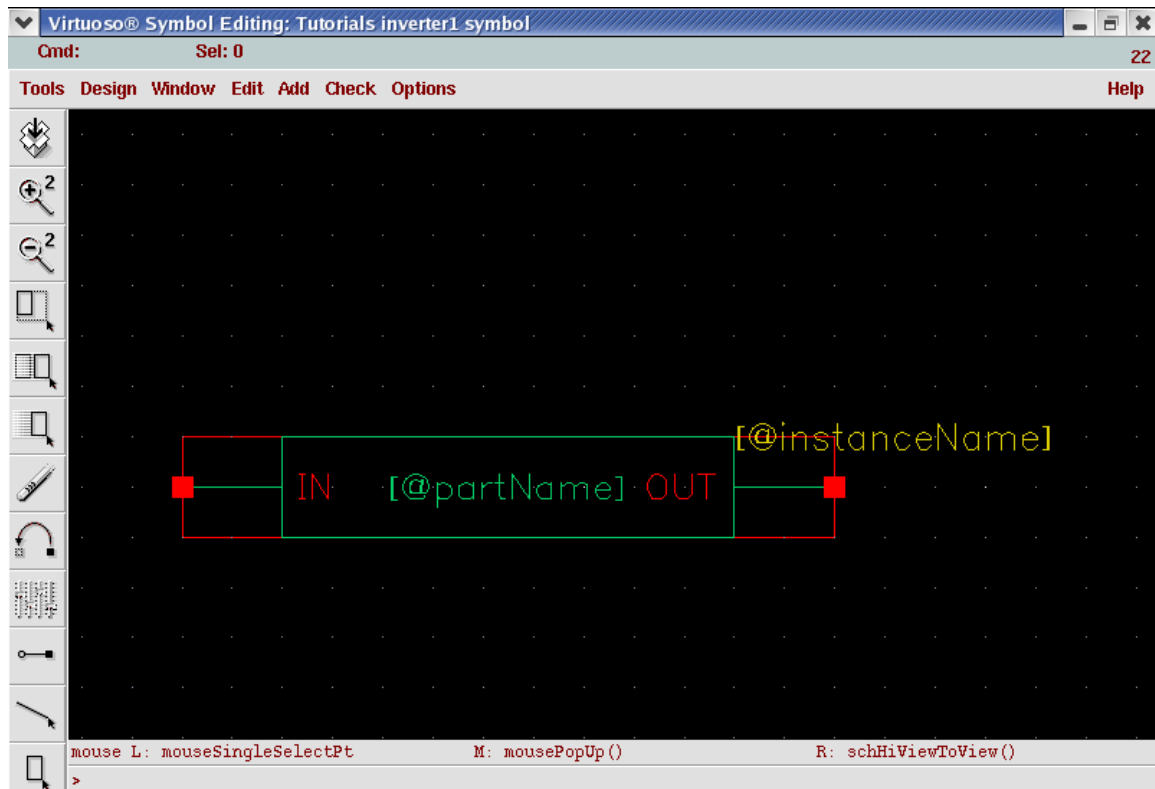 Virtuoso® Symbol Editing: Tutorials inverter1 symbol
Cmd: Sel: 0
22
Tools Design Window Edit Add Check Options Help
2
2
[@instanceName]
IN [@partName] OUT
mouse L: mouseSingleSelectPt M: mousePopUp() R: schHiViewToView()
>